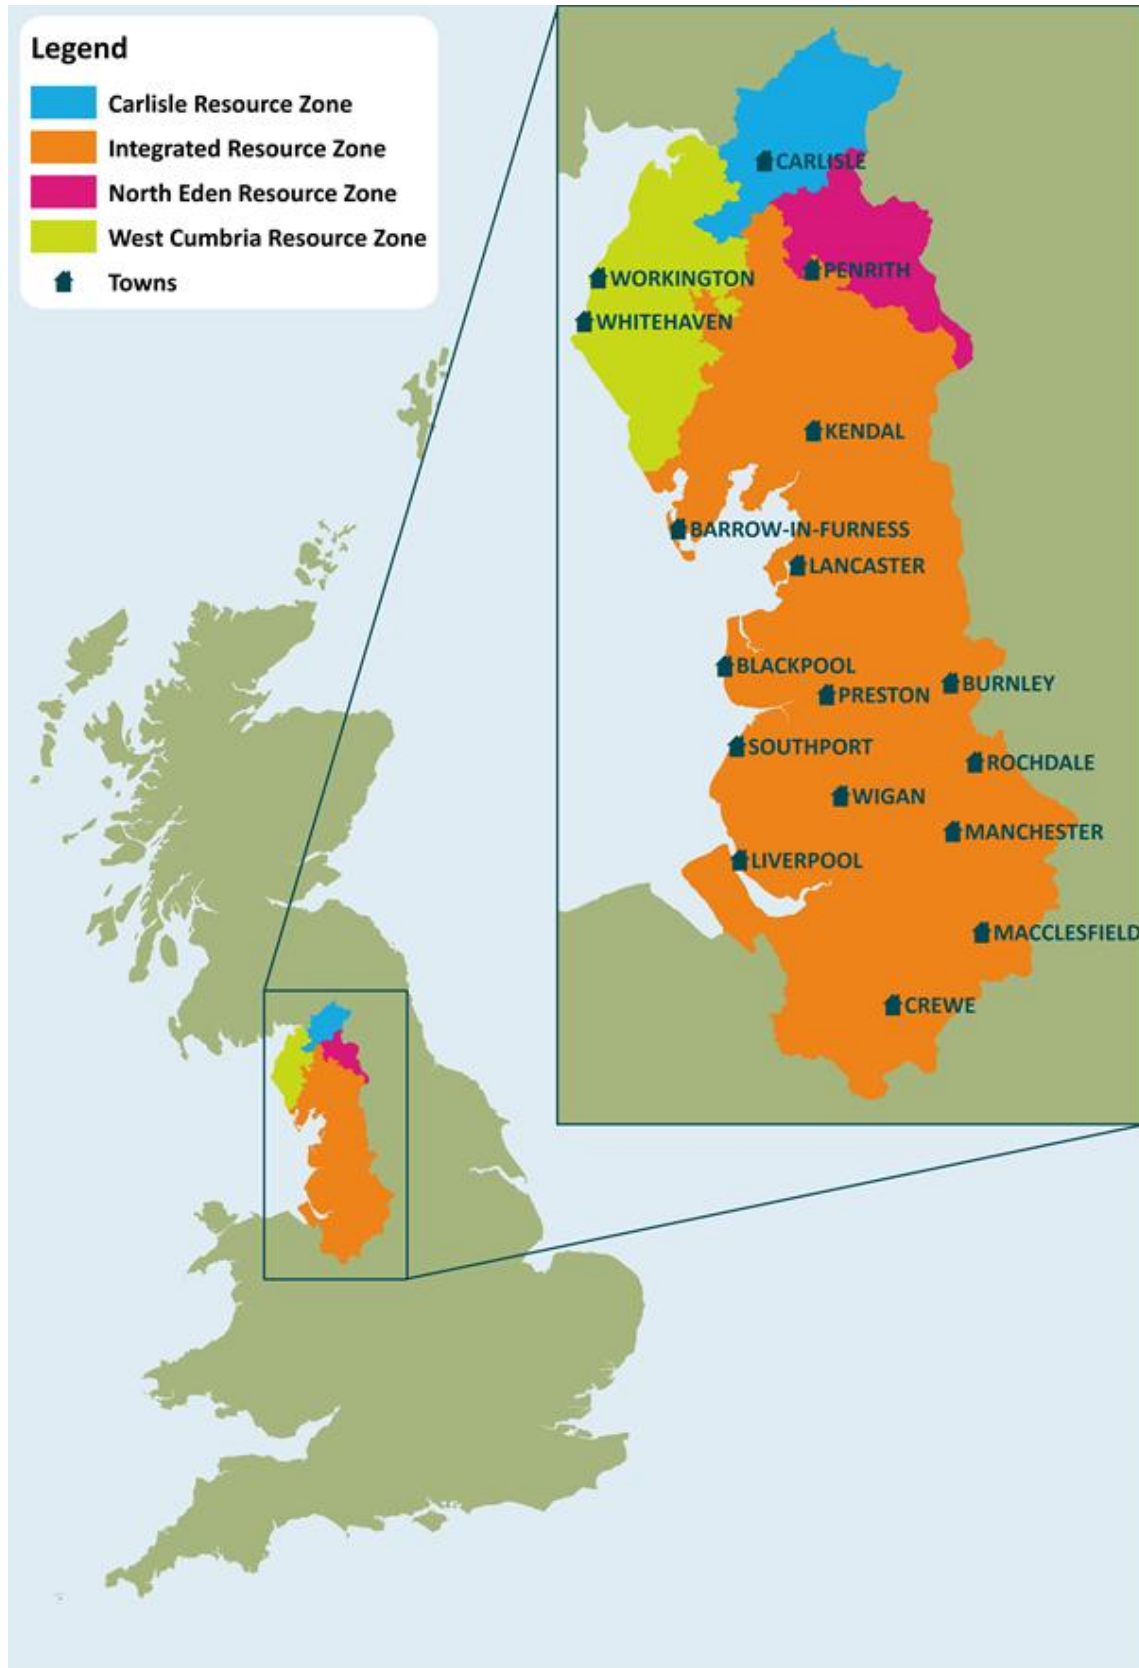 Legend
Carlisle Resource Zone
Integrated Resource Zone
North Eden Resource Zone
West Cumbria Resource Zone
Towns
CARLISLE
PENRITH
WORKINGTON
WHITEHAVEN
KENDAL
BARROW-IN-FURNESS
LANCASTER
BLACKPOOL
BURNLEY
PRESTON
SOUTHPORT
ROCHDALE
WIGAN
MANCHESTER
LIVERPOOL
MACCLESFIELD
CREWE